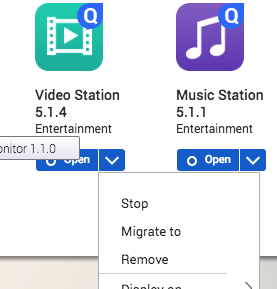 Q
Q
Video Station
5.1.4
Entertainment
Music Station
5.1.1
Entertainment
onitor 1.1.0
Open
Open
Stop
Migrate to
Remove
Display on